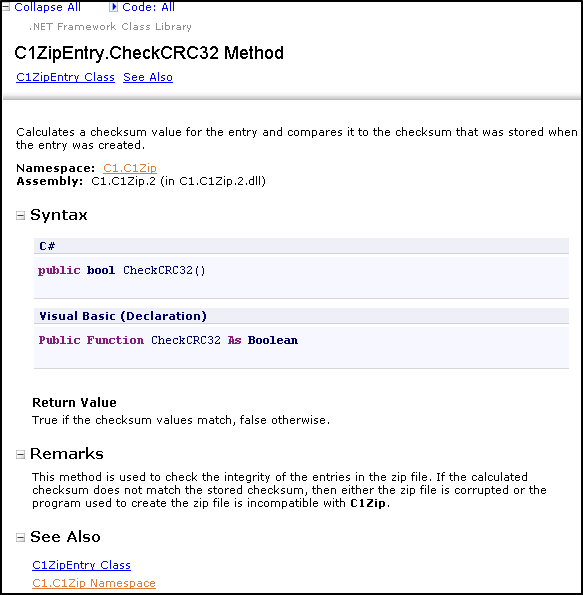 Collapse All Code: All
.NET Framework Class Library
C1ZipEntry.CheckCRC32 Method
C1ZipEntry Class See Also
Calculates a checksum value for the entry and compares it to the checksum that was stored when
the entry was created.
Namespace: C1.C1Zip
Assembly: C1.C1Zip.2 (in C1.C1Zip.2.dll)
Syntax
C#
public bool CheckCRC32()
Visual Basic (Declaration)
Public Function CheckCRC32 As Boolean
Return Value
True if the checksum values match, false otherwise.
Remarks
This method is used to check the integrity of the entries in the zip file. If the calculated
checksum does not match the stored checksum, then either the zip file is corrupted or the
program used to create the zip file is incompatible with C1Zip.
See Also
C1ZipEntry Class
C1.C1Zip Namespace